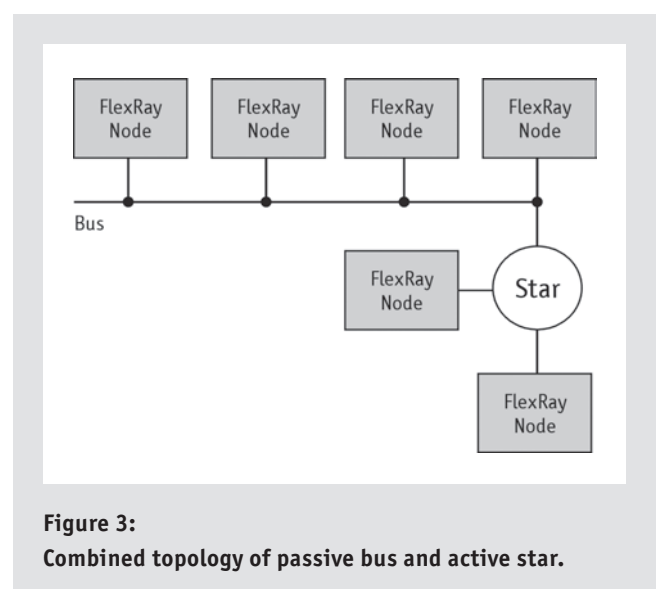 FlexRay
Node
FlexRay
Node
FlexRay
Node
FlexRay
Node
Bus
FlexRay
Node
Star
FlexRay
Node
Figure 3:
Combined topology of passive bus and active star.